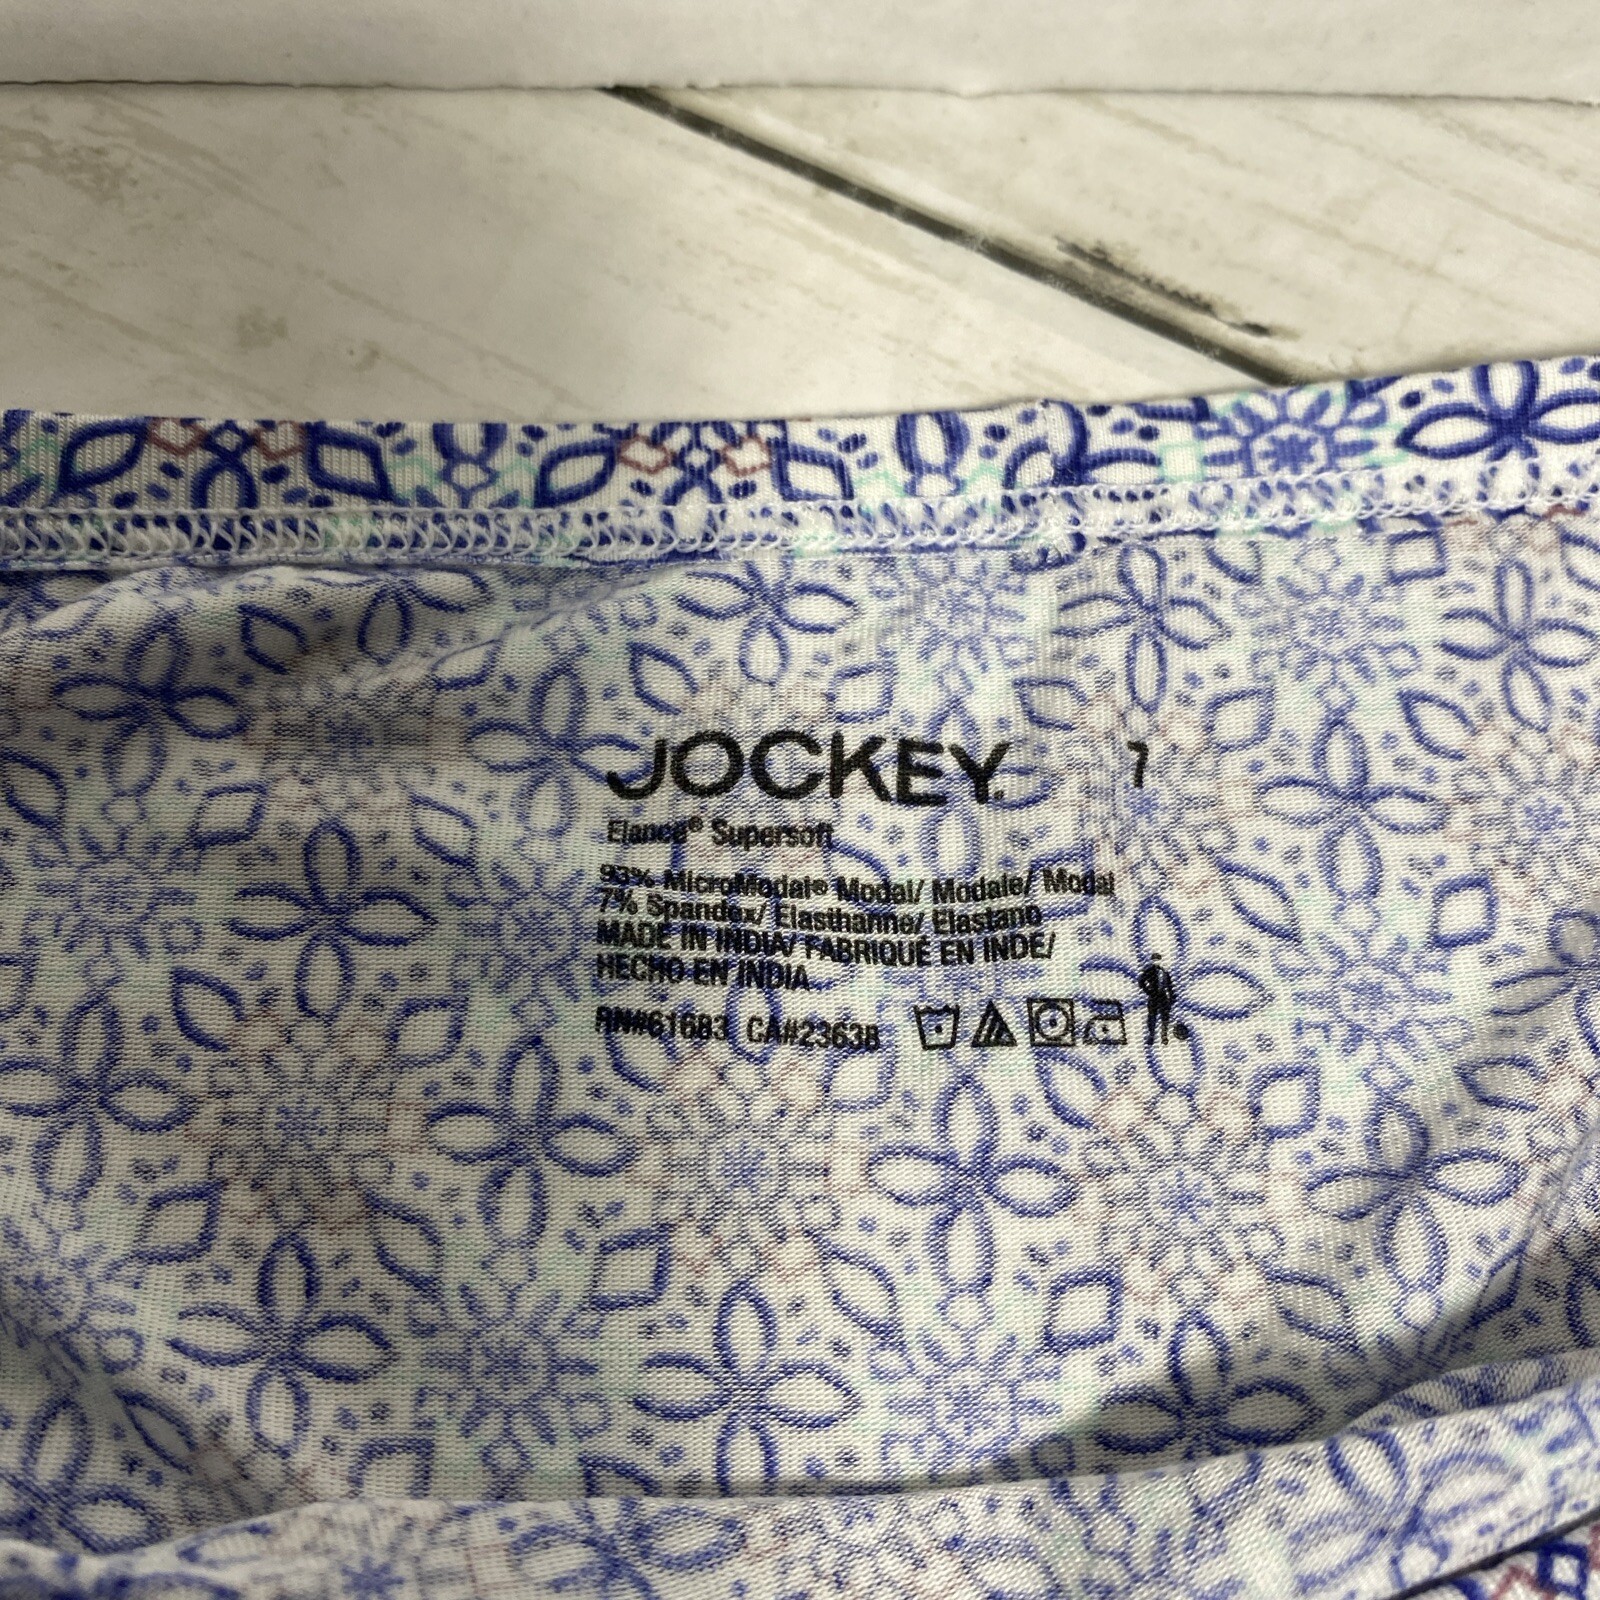 JOCKEY. 7
Elance® Supersoft
93% MicroModal® Modal/ Modale/ Modal
7% Spandex/ Elasthanne/ Elastano
MADE IN INDIA/ FABRIQUÉ EN INDE/
HECHO EN INDIA
RN#61683 CA#23638